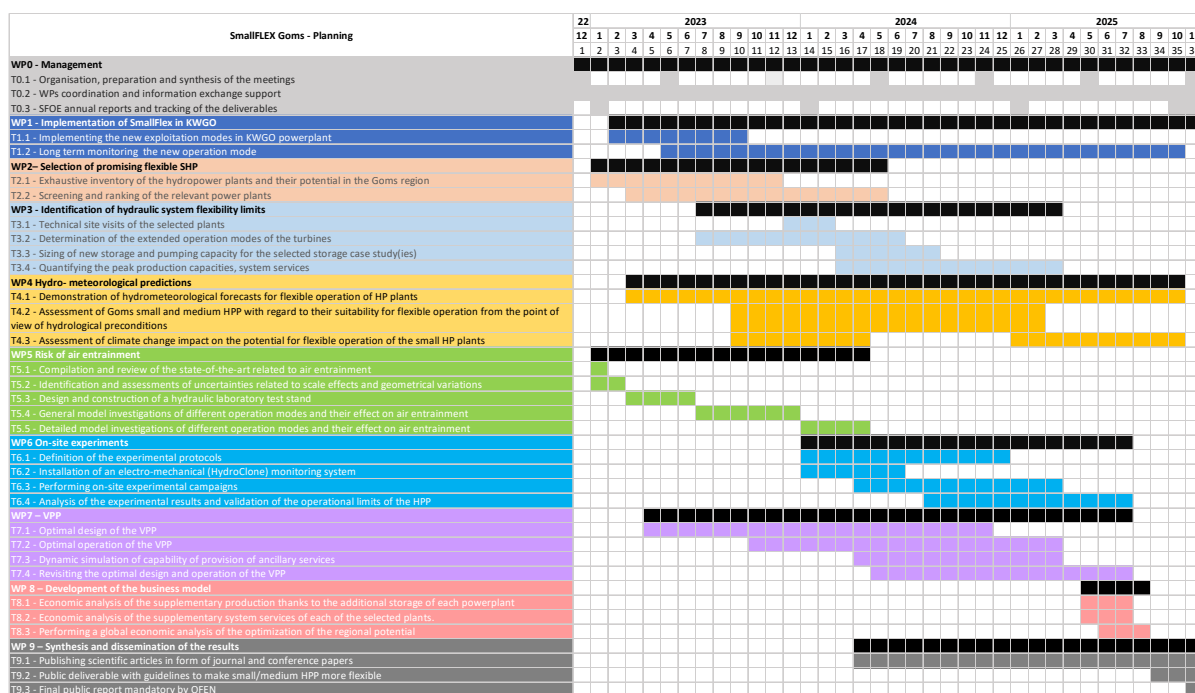 22 2023 2024 2025
SmallFLEX Goms - Planning
12 1 2 3 4 5 6 7 8 9 10 11 12 1 2 3 4 5 6 7 8 9 10 11 12 1 2 3 4 5 6 7 8 9 10
1 2 3 4 5 6 7 8 9 10 11 12 13 14 15 16 17 18 19 20 21 22 23 24 25 26 27 28 29 30 31 32 33 34 35
WP0 - Management
T0.1 - Organisation, preparation and synthesis of the meetings
T0.2 - WPs coordination and information exchange support
T0.3 - SFOE annual reports and tracking of the deliverables
WP1 - Implementation of SmallFlex in KWGO
T1.1 - Implementing the new exploitation modes in KWGO powerplant
T1.2 - Long term monitoring the new operation mode
WP2– Selection of promising flexible SHP
T2.1 - Exhaustive inventory of the hydropower plants and their potential in the Goms region
T2.2 - Screening and ranking of the relevant power plants
WP3 - Identification of hydraulic system flexibility limits
T3.1 - Technical site visits of the selected plants
T3.2 - Determination of the extended operation modes of the turbines
T3.3 - Sizing of new storage and pumping capacity for the selected storage case study(ies)
T3.4 - Quantifying the peak production capacities, system services
WP4 Hydro- meteorological predictions
T4.1 - Demonstration of hydrometeorological forecasts for flexible operation of HP plants
T4.2 - Assessment of Goms small and medium HPP with regard to their suitability for flexible operation from the point of
view of hydrological preconditions
T4.3 - Assessment of climate change impact on the potential for flexible operation of the small HP plants
WP5 Risk of air entrainment
T5.1 - Compilation and review of the state-of-the-art related to air entrainment
T5.2 - Identification and assessments of uncertainties related to scale effects and geometrical variations
T5.3 - Design and construction of a hydraulic laboratory test stand
T5.4 - General model investigations of different operation modes and their effect on air entrainment
T5.5 - Detailed model investigations of different operation modes and their effect on air entrainment
WP6 On-site experiments
T6.1 - Definition of the experimental protocols
T6.2 - Installation of an electro-mechanical (HydroClone) monitoring system
T6.3 - Performing on-site experimental campaigns
T6.4 - Analysis of the experimental results and validation of the operational limits of the HPP
WP7 – VPP
T7.1 - Optimal design of the VPP
T7.2 - Optimal operation of the VPP
T7.3 - Dynamic simulation of capability of provision of ancillary services
T7.4 - Revisiting the optimal design and operation of the VPP
WP 8 – Development of the business model
T8.1 - Economic analysis of the supplementary production thanks to the additional storage of each powerplant
T8.2 - Economic analysis of the supplementary system services of each of the selected plants.
T8.3 - Performing a global economic analysis of the optimization of the regional potential
WP 9 – Synthesis and dissemination of the results
T9.1 - Publishing scientific articles in form of journal and conference papers
T9.2 - Public deliverable with guidelines to make small/medium HPP more flexible
T9.3 - Final public report mandatory by OFEN